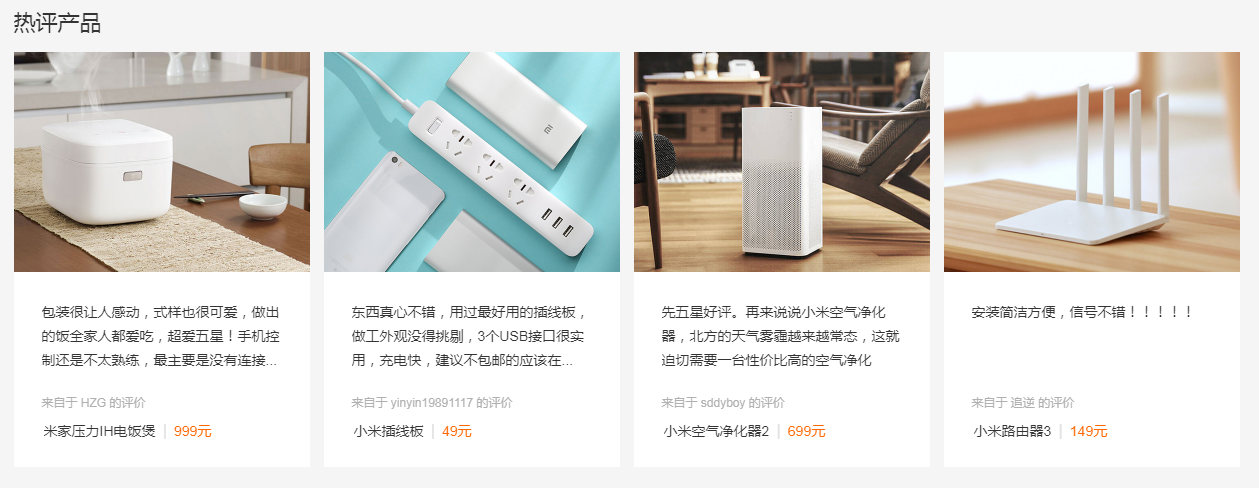 热评产品
包装很让人感动，式样也很可爱，做出
的饭全家人都爱吃，超爱五星！手机控
制还是不太熟练，最主要是没有连接...
来自于 HZG 的评价
米家压力IH电饭煲 | 999元
东西真心不错，用过最好用的插线板，
做工外观没得挑剔，3个USB接口很实
用，充电快，建议不包邮的应该在...
来自于 yinyin19891117 的评价
小米插线板 | 49元
先五星好评。再来说说小米空气净化
器，北方的天气雾霾越来越常态，这就
迫切需要一台性价比高的空气净化
来自于 sddyboy 的评价
小米空气净化器2 | 699元
安装简洁方便，信号不错！！！！！
来自于 追逆 的评价
小米路由器3 | 149元